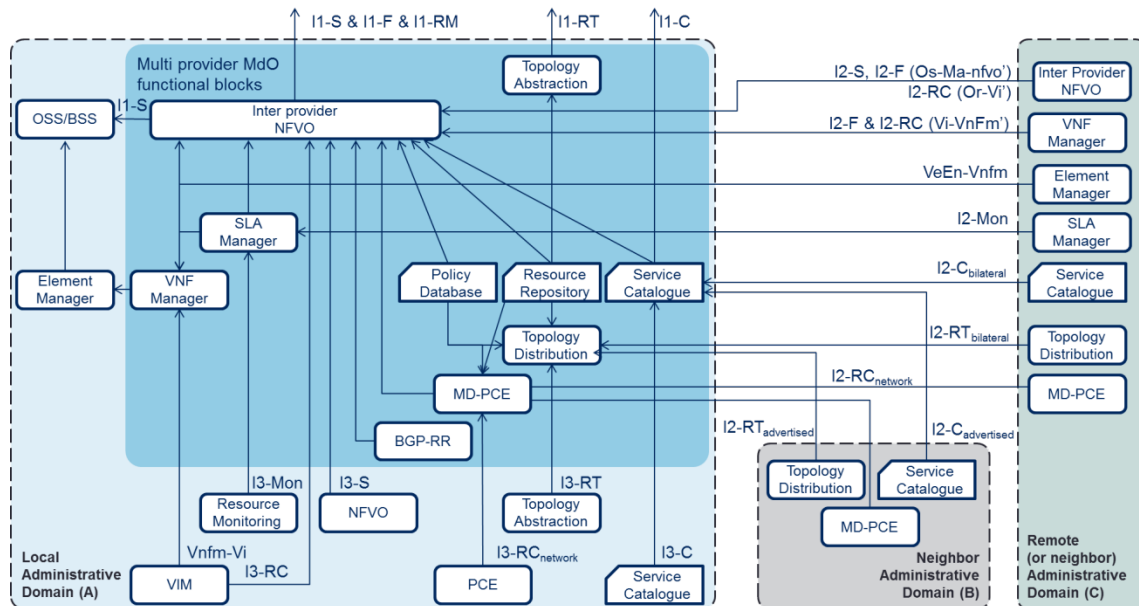 I1-S & I1-F & I1-RM
I1-RT
I1-C
Multi provider MdO
functional blocks
Topology
Abstraction
I1-S
OSS/BSS
Inter provider
NFVO
I2-S, I2-F (Os-Ma-nfvo’)
I2-RC (Or-Vi’)
Inter Provider
NFVO
I2-F & I2-RC (Vi-VnFm’)
VNF
Manager
VeEn-Vnfm
Element
Manager
SLA
Manager
I2-Mon
SLA
Manager
Element
Manager
VNF
Manager
Policy
Database
Resource
Repository
Service
Catalogue
I2-Cbilateral
Service
Catalogue
Topology
Distribution
I2-RTbilateral
Topology
Distribution
MD-PCE
I2-RCnetwork
MD-PCE
BGP-RR
I2-RTadvertised
I2-Cadvertised
I3-Mon
I3-S
I3-RT
Resource
Monitoring
NFVO
Topology
Abstraction
Topology
Distribution
Service
Catalogue
MD-PCE
Vnfm-Vi
I3-RC
I3-RCnetwork
I3-C
VIM
PCE
Service
Catalogue
Local
Administrative
Domain (A)
Neighbor
Administrative
Domain (B)
Remote
(or neighbor)
Administrative
Domain (C)